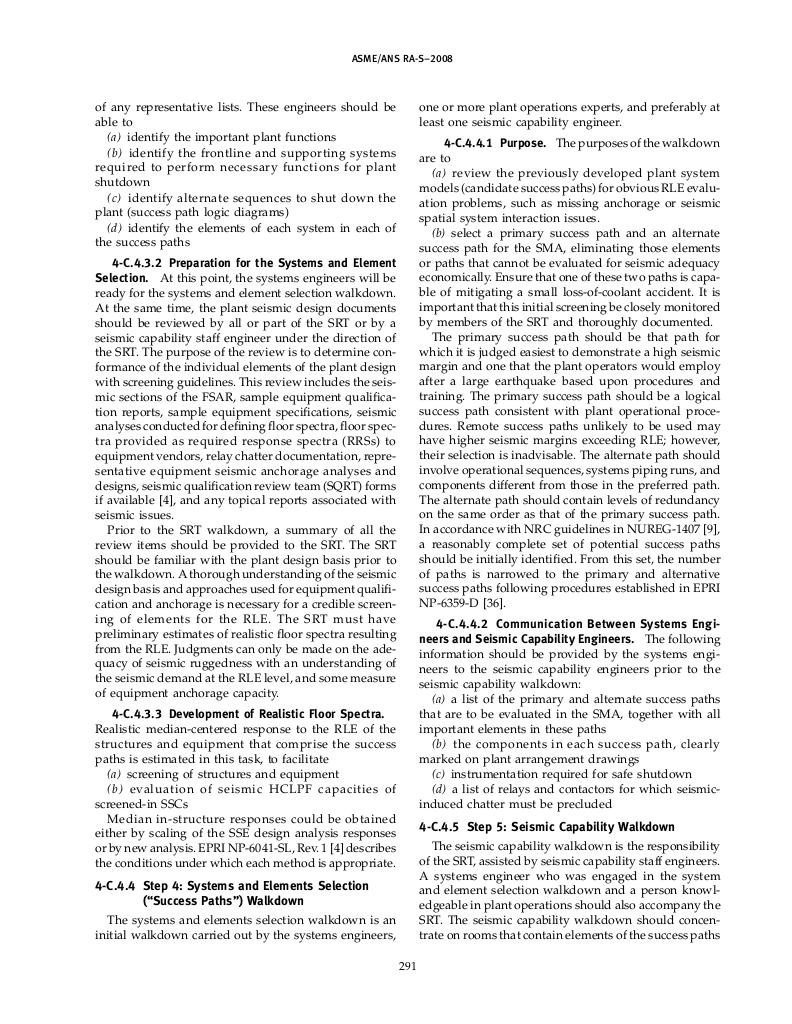 ASME/ANS RA-S–2008
of any representative lists. These engineers should be
able to
(a) identify the important plant functions
(b) identify the frontline and supporting systems
required to perform necessary functions for plant
shutdown
(c) identify alternate sequences to shut down the
plant (success path logic diagrams)
(d) identify the elements of each system in each of
the success paths
4-C.4.3.2 Preparation for the Systems and Element
Selection. At this point, the systems engineers will be
ready for the systems and element selection walkdown.
At the same time, the plant seismic design documents
should be reviewed by all or part of the SRT or by a
seismic capability staff engineer under the direction of
the SRT. The purpose of the review is to determine con-
formance of the individual elements of the plant design
with screening guidelines. This review includes the seis-
mic sections of the FSAR, sample equipment qualifica-
tion reports, sample equipment specifications, seismic
analyses conducted for defining floor spectra, floor spec-
tra provided as required response spectra (RRSs) to
equipment vendors, relay chatter documentation, repre-
sentative equipment seismic anchorage analyses and
designs, seismic qualification review team (SQRT) forms
if available [4], and any topical reports associated with
seismic issues.
Prior to the SRT walkdown, a summary of all the
review items should be provided to the SRT. The SRT
should be familiar with the plant design basis prior to
the walkdown. A thorough understanding of the seismic
design basis and approaches used for equipment qualifi-
cation and anchorage is necessary for a credible screen-
ing of elements for the RLE. The SRT must have
preliminary estimates of realistic floor spectra resulting
from the RLE. Judgments can only be made on the ade-
quacy of seismic ruggedness with an understanding of
the seismic demand at the RLE level, and some measure
of equipment anchorage capacity.
4-C.4.3.3 Development of Realistic Floor Spectra.
Realistic median-centered response to the RLE of the
structures and equipment that comprise the success
paths is estimated in this task, to facilitate
(a) screening of structures and equipment
(b) evaluation of seismic HCLPF capacities of
screened-in SSCs
Median in-structure responses could be obtained
either by scaling of the SSE design analysis responses
or by new analysis. EPRI NP-6041-SL, Rev. 1 [4] describes
the conditions under which each method is appropriate.
4-C.4.4 Step 4: Systems and Elements Selection
(“Success Paths”) Walkdown
The systems and elements selection walkdown is an
initial walkdown carried out by the systems engineers,
one or more plant operations experts, and preferably at
least one seismic capability engineer.
4-C.4.4.1 Purpose. The purposes of the walkdown
are to
(a) review the previously developed plant system
models (candidate success paths) for obvious RLE evalu-
ation problems, such as missing anchorage or seismic
spatial system interaction issues.
(b) select a primary success path and an alternate
success path for the SMA, eliminating those elements
or paths that cannot be evaluated for seismic adequacy
economically. Ensure that one of these two paths is capa-
ble of mitigating a small loss-of-coolant accident. It is
important that this initial screening be closely monitored
by members of the SRT and thoroughly documented.
The primary success path should be that path for
which it is judged easiest to demonstrate a high seismic
margin and one that the plant operators would employ
after a large earthquake based upon procedures and
training. The primary success path should be a logical
success path consistent with plant operational proce-
dures. Remote success paths unlikely to be used may
have higher seismic margins exceeding RLE; however,
their selection is inadvisable. The alternate path should
involve operational sequences, systems piping runs, and
components different from those in the preferred path.
The alternate path should contain levels of redundancy
on the same order as that of the primary success path.
In accordance with NRC guidelines in NUREG-1407 [9],
a reasonably complete set of potential success paths
should be initially identified. From this set, the number
of paths is narrowed to the primary and alternative
success paths following procedures established in EPRI
NP-6359-D [36].
4-C.4.4.2 Communication Between Systems Engi-
neers and Seismic Capability Engineers. The following
information should be provided by the systems engi-
neers to the seismic capability engineers prior to the
seismic capability walkdown:
(a) a list of the primary and alternate success paths
that are to be evaluated in the SMA, together with all
important elements in these paths
(b) the components in each success path, clearly
marked on plant arrangement drawings
(c) instrumentation required for safe shutdown
(d) a list of relays and contactors for which seismic-
induced chatter must be precluded
4-C.4.5 Step 5: Seismic Capability Walkdown
The seismic capability walkdown is the responsibility
of the SRT, assisted by seismic capability staff engineers.
A systems engineer who was engaged in the system
and element selection walkdown and a person knowl-
edgeable in plant operations should also accompany the
SRT. The seismic capability walkdown should concen-
trate on rooms that contain elements of the success paths
291